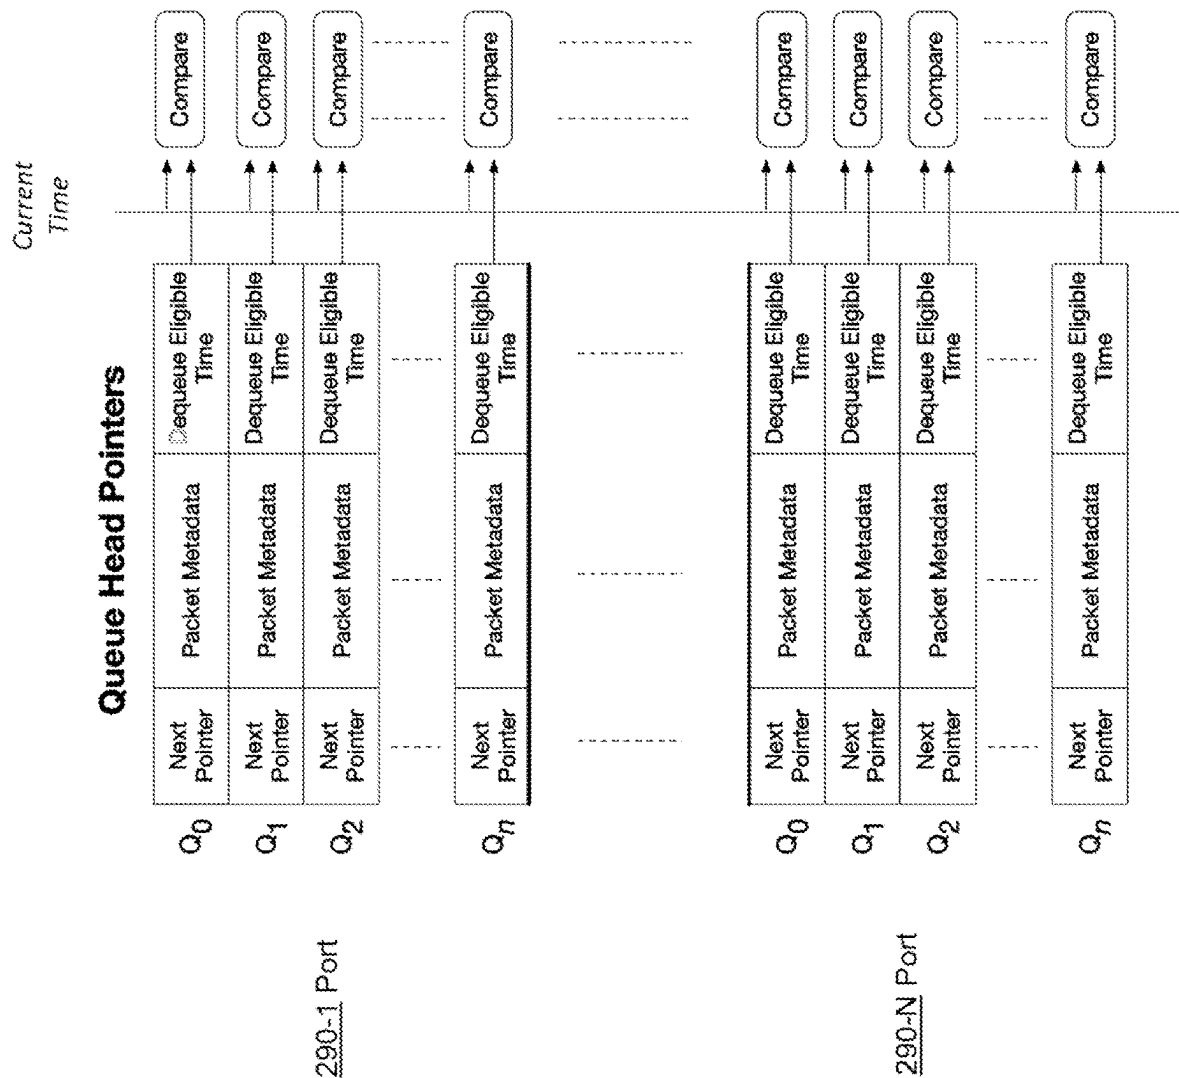 Current
Time
Queue Head Pointers
290-1 Port
Q0
Next
Pointer
Packet Metadata
Dequeue Eligible
Time
Compare
Q1
Next
Pointer
Packet Metadata
Dequeue Eligible
Time
Compare
Q2
Next
Pointer
Packet Metadata
Dequeue Eligible
Time
Compare
Qn
Next
Pointer
Packet Metadata
Dequeue Eligible
Time
Compare
290-N Port
Q0
Next
Pointer
Packet Metadata
Dequeue Eligible
Time
Compare
Q1
Next
Pointer
Packet Metadata
Dequeue Eligible
Time
Compare
Q2
Next
Pointer
Packet Metadata
Dequeue Eligible
Time
Compare
Qn
Next
Pointer
Packet Metadata
Dequeue Eligible
Time
Compare